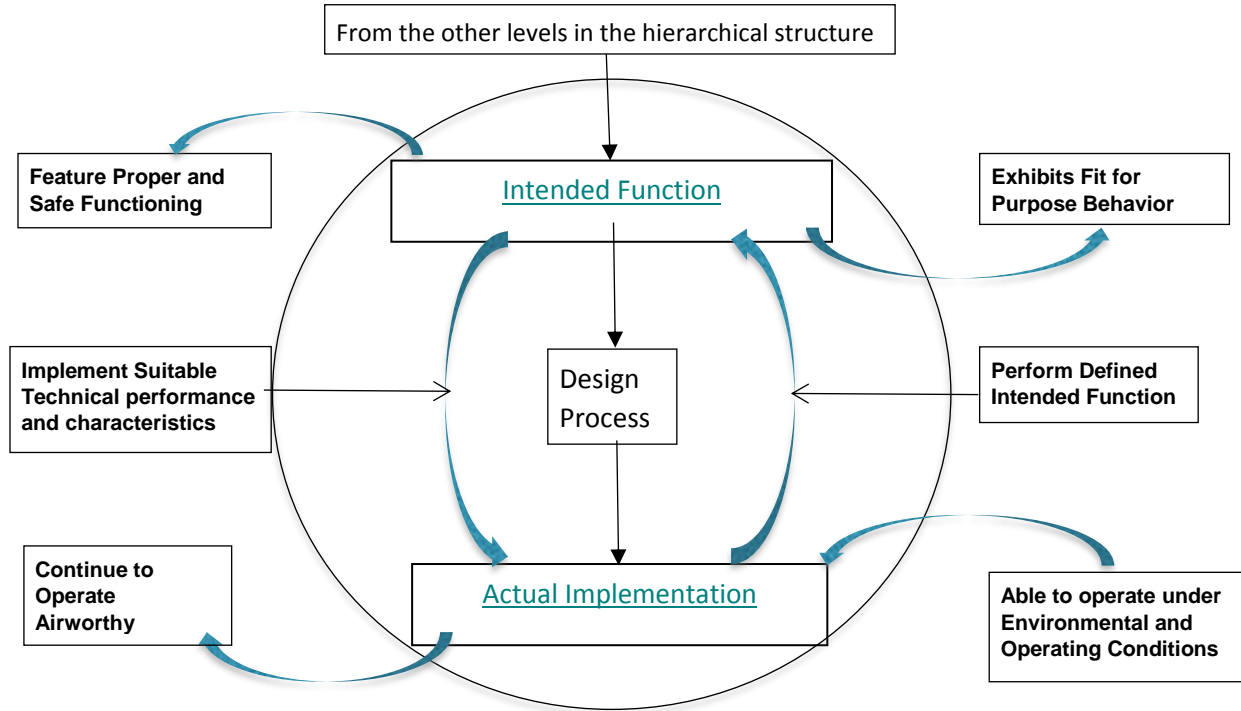 From the other levels in the hierarchical structure
Feature Proper and
Safe Functioning
Intended Function
Exhibits Fit for
Purpose Behavior
Implement Suitable
Technical performance
and characteristics
Design
Process
Perform Defined
Intended Function
Continue to
Operate
Airworthy
Actual Implementation
Able to operate under
Environmental and
Operating Conditions